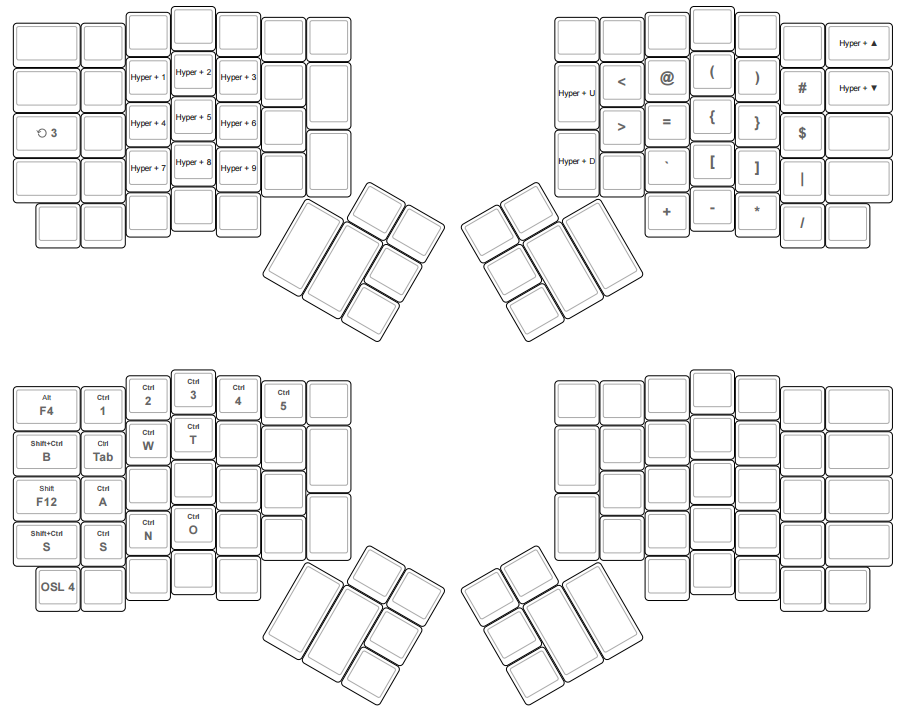 Hyper + ▲
Hyper + 1 Hyper + 2 Hyper + 3
Hyper + U < @ ( ) # Hyper + ▼
⟲ 3
Hyper + 4 Hyper + 5 Hyper + 6
> = { } $
Hyper + 7 Hyper + 8 Hyper + 9
Hyper + D ` [ ] |
+ - * /
Alt
F4
Ctrl
1
Ctrl
2
Ctrl
3
Ctrl
4
Ctrl
5
Shift+Ctrl
B
Ctrl
Tab
Ctrl
W
Ctrl
T
Shift
F12
Ctrl
A
Shift+Ctrl
S
Ctrl
S
Ctrl
N
Ctrl
O
OSL 4